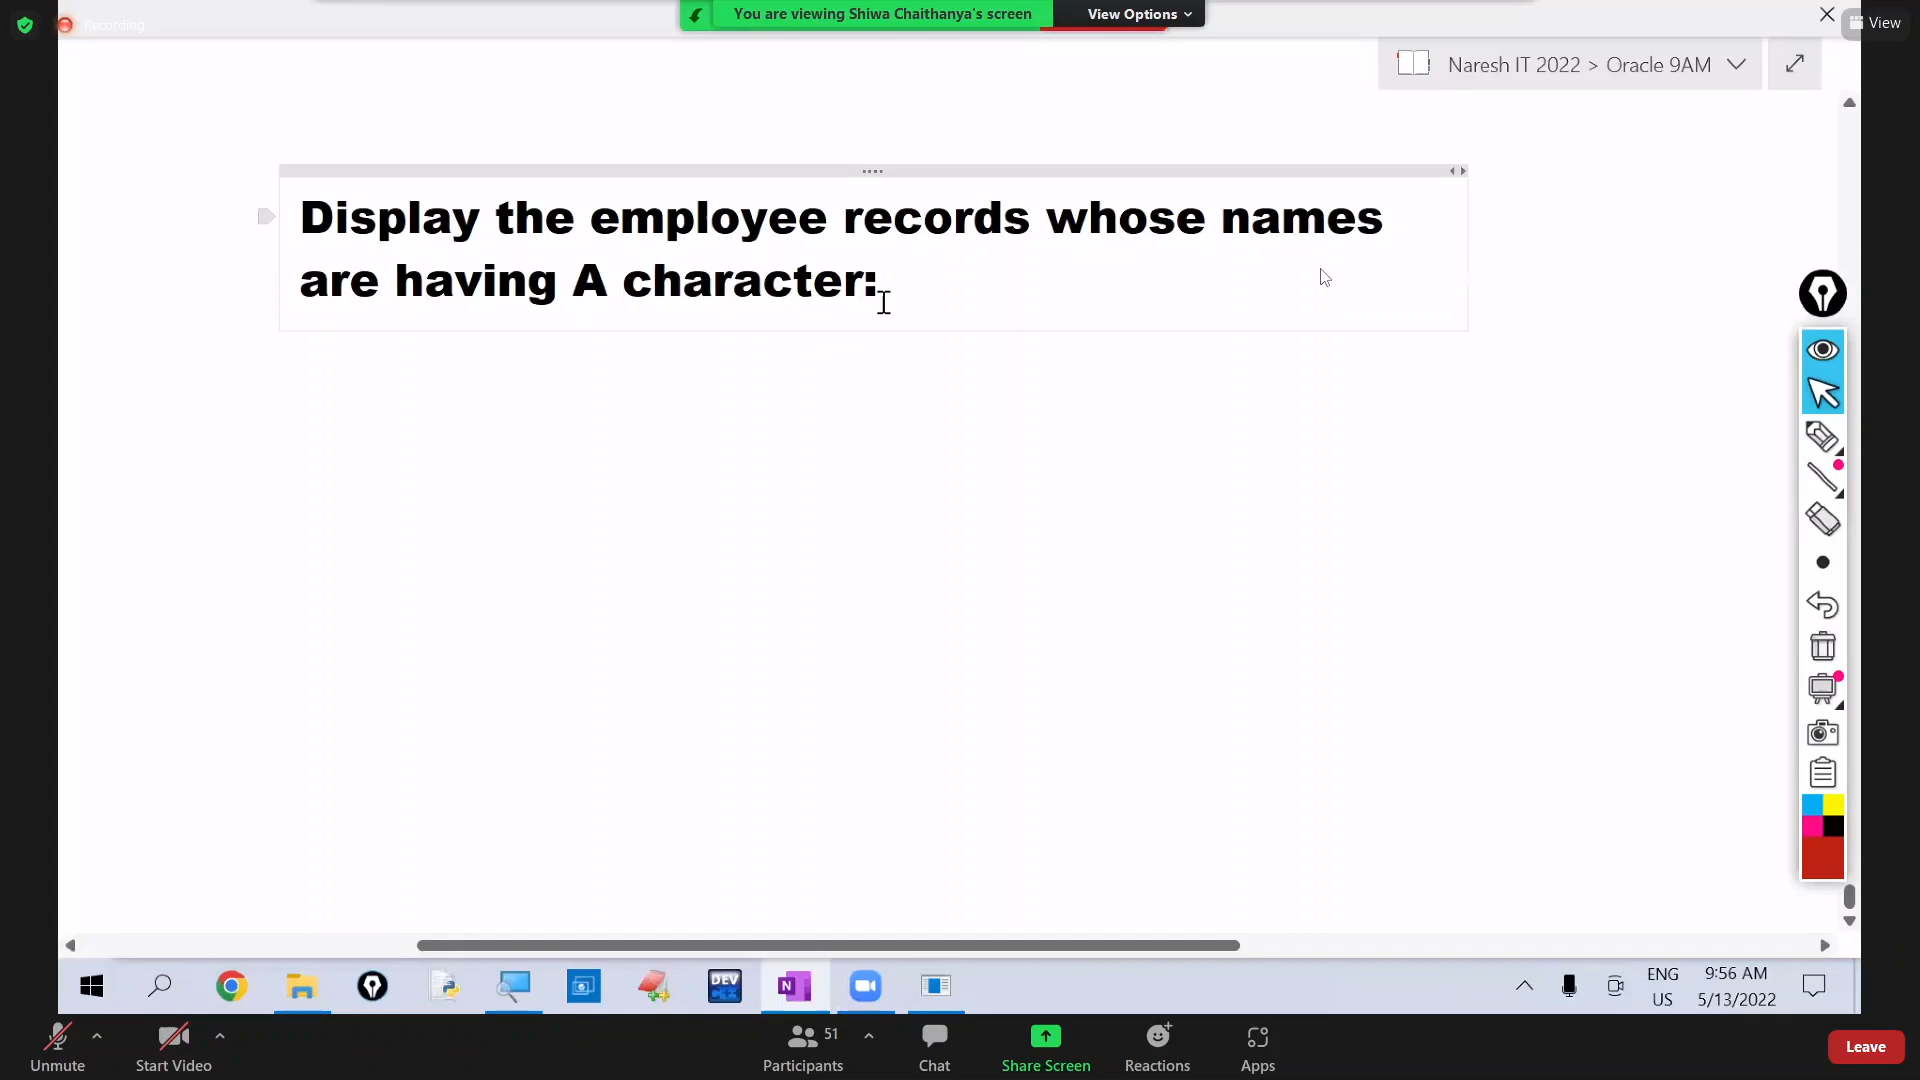 Recording
You are viewing Shiwa Chaithanya's screen
View Options
View
Naresh IT 2022 > Oracle 9AM
Display the employee records whose names
are having A character:
DEV
N
ENG
US
9:56 AM
5/13/2022
Unmute
Start Video
Participants
51
Chat
Share Screen
Reactions
Apps
Leave